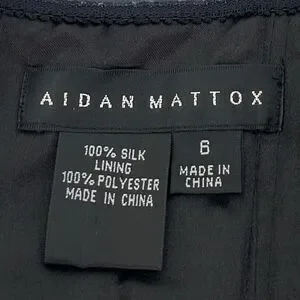 AIDAN MATTOX
100% SILK
LINING
100% POLYESTER
MADE IN CHINA
6
MADE IN
CHINA